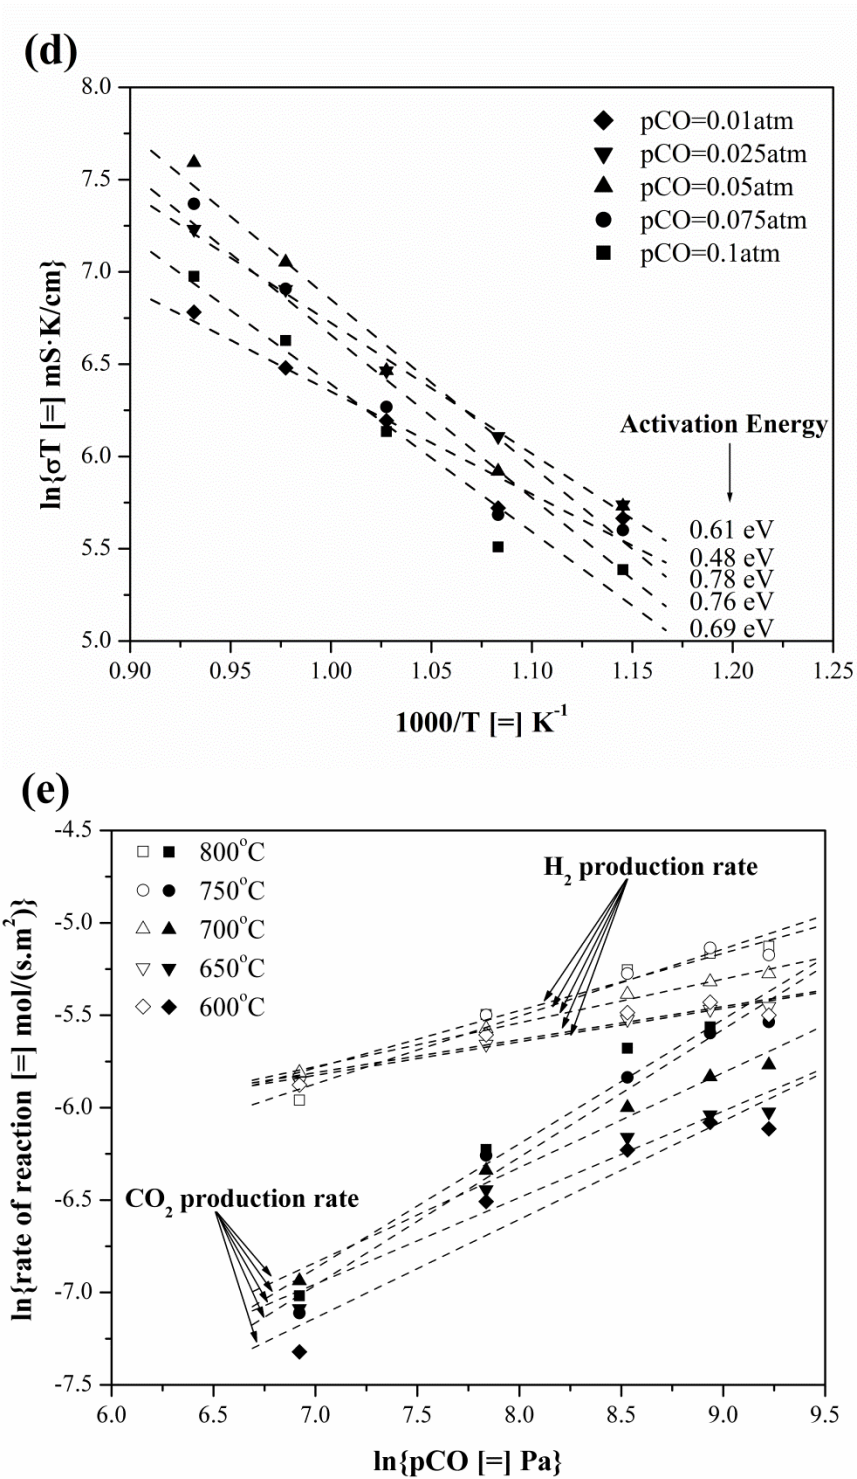 (d)
8.0
7.5
7.0
6.5
6.0
5.5
5.0
ln{σT [=] mS·K/cm}
pCO=0.01atm
pCO=0.025atm
pCO=0.05atm
pCO=0.075atm
pCO=0.1atm
Activation Energy
0.61 eV
0.48 eV
0.78 eV
0.76 eV
0.69 eV
0.90 0.95 1.00 1.05 1.10 1.15 1.20 1.25
1000/T [=] K⁻¹
(e)
-4.5
-5.0
-5.5
-6.0
-6.5
-7.0
-7.5
ln{rate of reaction [=] mol/(s.m²)}
800°C
750°C
700°C
650°C
600°C
H₂ production rate
CO₂ production rate
6.0 6.5 7.0 7.5 8.0 8.5 9.0 9.5
ln{pCO [=] Pa}